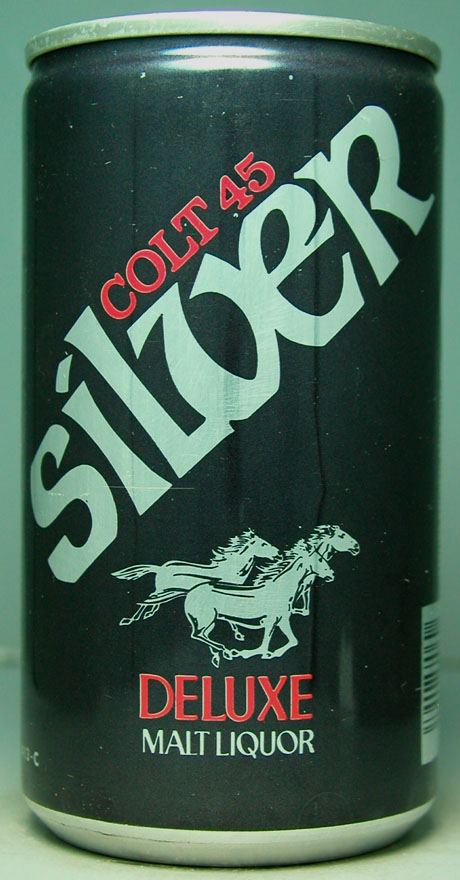 COLT 45
silver
DELUXE
MALT LIQUOR